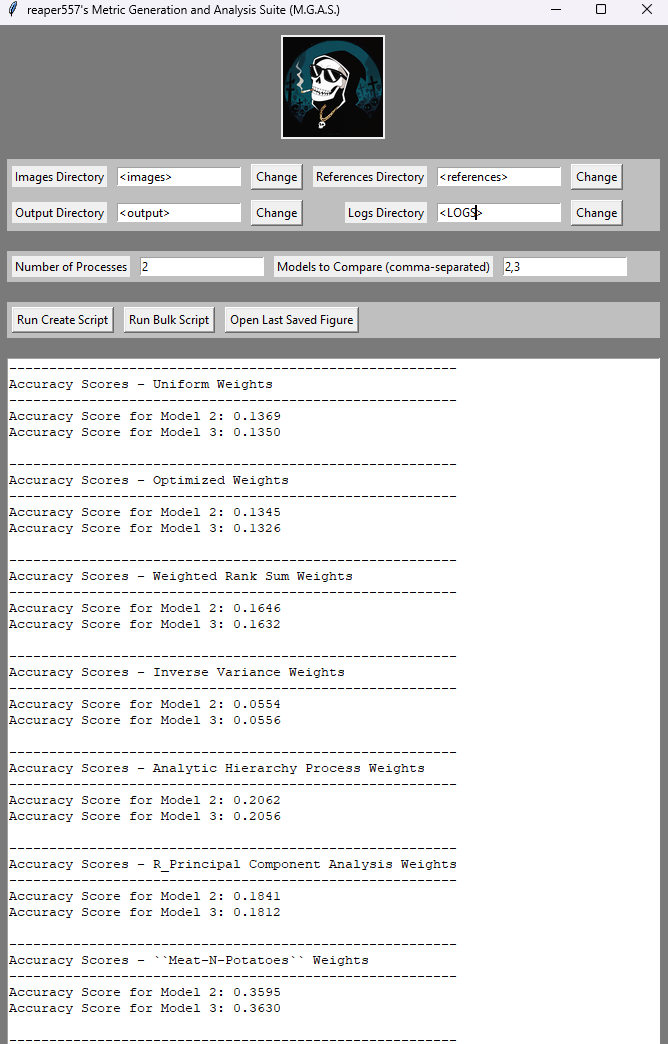 reaper557's Metric Generation and Analysis Suite (M.G.A.S.)
Images Directory <images> Change References Directory <references> Change
Output Directory <output> Change Logs Directory <LOGS> Change
Number of Processes 2 Models to Compare (comma-separated) 2,3
Run Create Script Run Bulk Script Open Last Saved Figure
--------------------------------------------------------
Accuracy Scores - Uniform Weights
--------------------------------------------------------
Accuracy Score for Model 2: 0.1369
Accuracy Score for Model 3: 0.1350
--------------------------------------------------------
Accuracy Scores - Optimized Weights
--------------------------------------------------------
Accuracy Score for Model 2: 0.1345
Accuracy Score for Model 3: 0.1326
--------------------------------------------------------
Accuracy Scores - Weighted Rank Sum Weights
--------------------------------------------------------
Accuracy Score for Model 2: 0.1646
Accuracy Score for Model 3: 0.1632
--------------------------------------------------------
Accuracy Scores - Inverse Variance Weights
--------------------------------------------------------
Accuracy Score for Model 2: 0.0554
Accuracy Score for Model 3: 0.0556
--------------------------------------------------------
Accuracy Scores - Analytic Hierarchy Process Weights
--------------------------------------------------------
Accuracy Score for Model 2: 0.2062
Accuracy Score for Model 3: 0.2056
--------------------------------------------------------
Accuracy Scores - R_Principal Component Analysis Weights
--------------------------------------------------------
Accuracy Score for Model 2: 0.1841
Accuracy Score for Model 3: 0.1812
--------------------------------------------------------
Accuracy Scores - ``Meat-N-Potatoes`` Weights
--------------------------------------------------------
Accuracy Score for Model 2: 0.3595
Accuracy Score for Model 3: 0.3630
--------------------------------------------------------